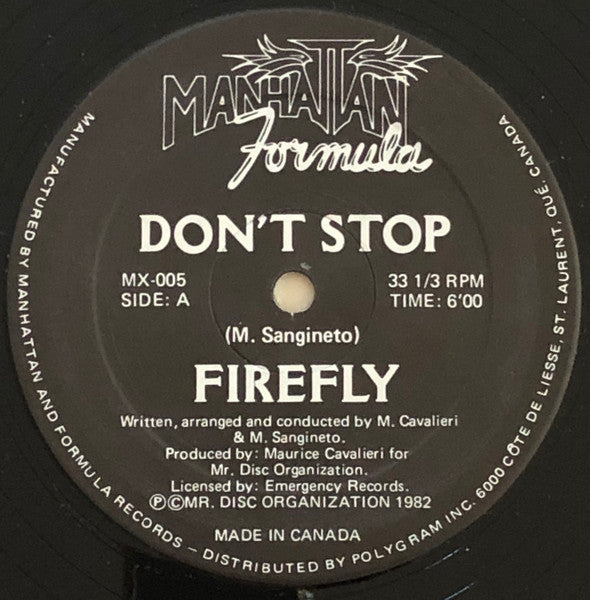 MANHATTAN
Formula
DON'T STOP
MX-005
SIDE: A
33 1/3 RPM
TIME: 6'00
(M. Sangineto)
FIREFLY
Written, arranged and conducted by M. Cavalieri
& M. Sangineto.
Produced by: Maurice Cavalieri for
Mr. Disc Organization.
Licensed by: Emergency Records.
ⓅⒸMR. DISC ORGANIZATION 1982
MADE IN CANADA
MANUFACTURED BY MANHATTAN AND FORMULA RECORDS – DISTRIBUTED BY POLYGRAM INC. 6000 CÔTE DE LIESSE, ST. LAURENT, QUÉ, CANADA